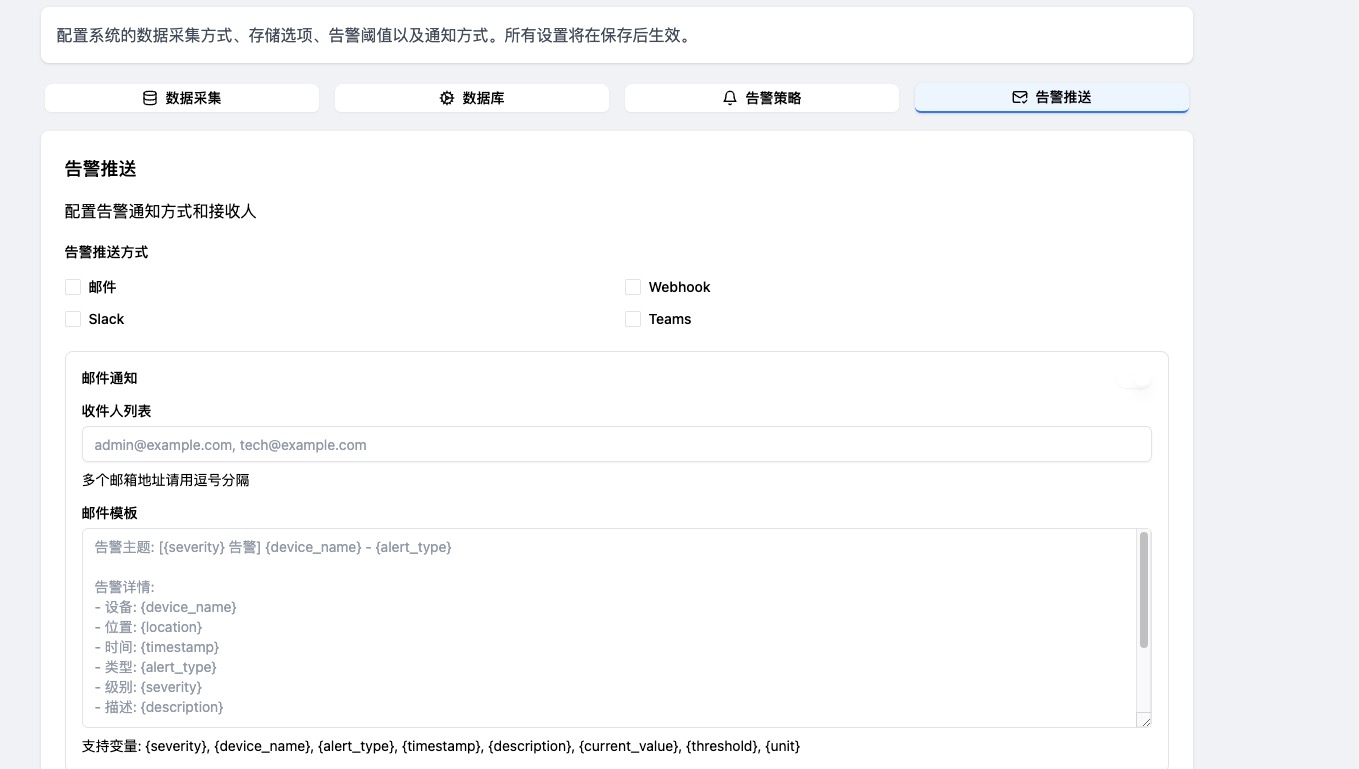 配置系统的数据采集方式、存储选项、告警阈值以及通知方式。所有设置将在保存后生效。
数据采集
数据库
告警策略
告警推送
告警推送
配置告警通知方式和接收人
告警推送方式
邮件
Webhook
Slack
Teams
邮件通知
收件人列表
admin@example.com, tech@example.com
多个邮箱地址请用逗号分隔
邮件模板
告警主题: [{severity} 告警] {device_name} - {alert_type}
告警详情:
- 设备: {device_name}
- 位置: {location}
- 时间: {timestamp}
- 类型: {alert_type}
- 级别: {severity}
- 描述: {description}
支持变量: {severity}, {device_name}, {alert_type}, {timestamp}, {description}, {current_value}, {threshold}, {unit}